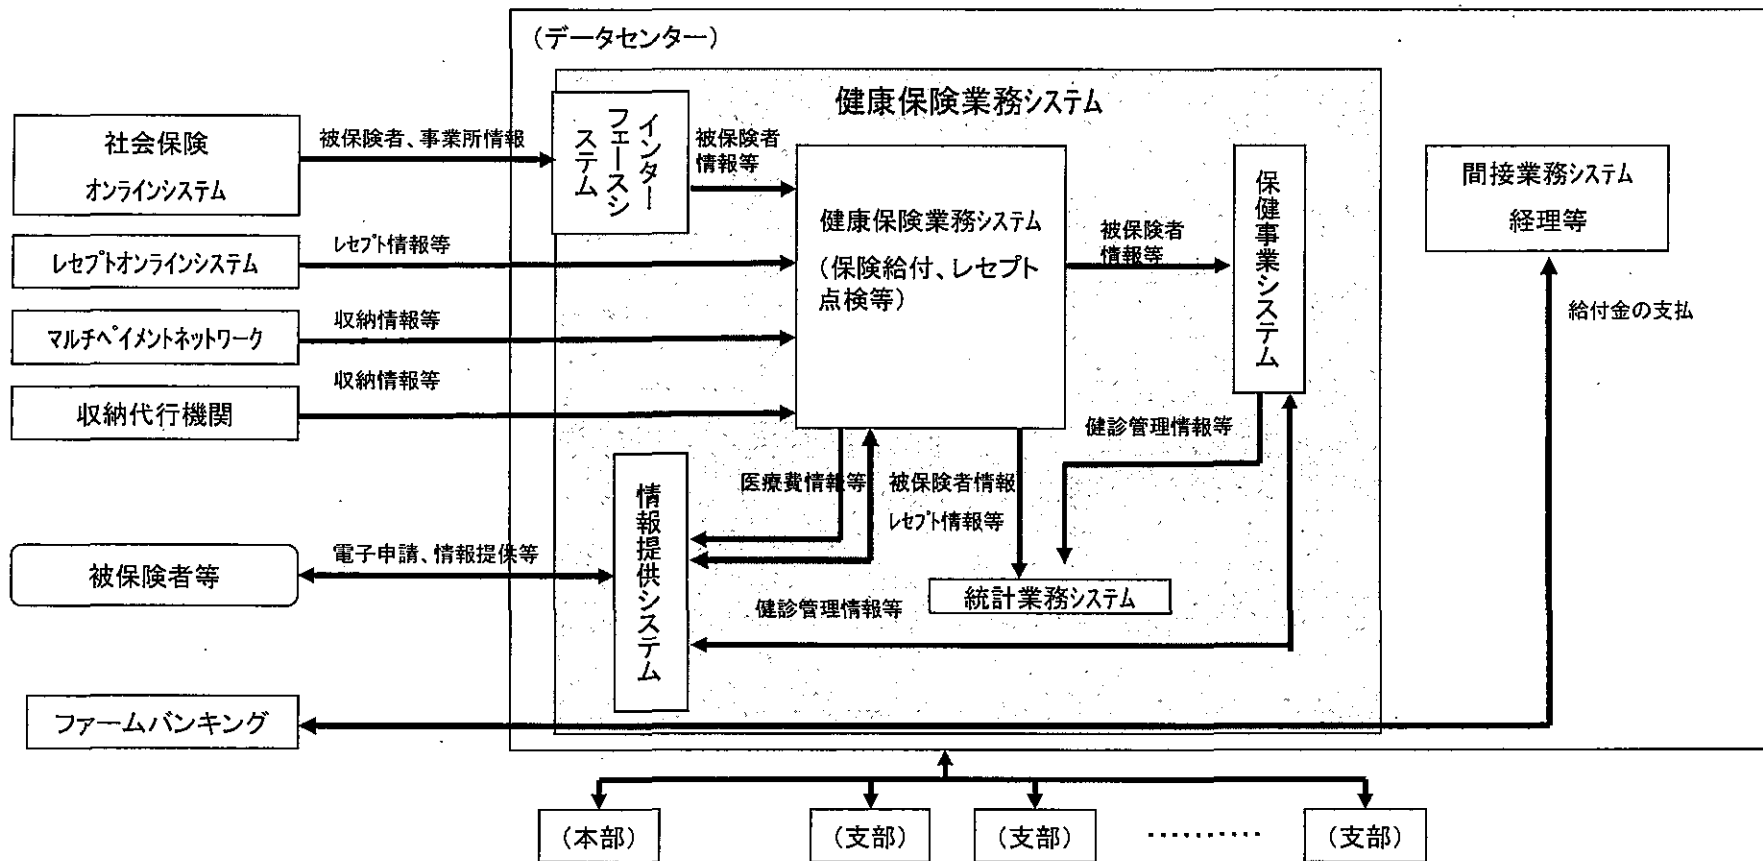 （データセンター）
健康保険業務システム
社会保険
オンラインシステム
被保険者、事業所情報
インター
フェースシ
ステム
被保険者
情報等
健康保険業務システム
（保険給付、レセプト
点検等）
被保険者
情報等
保健事業システム
間接業務システム
経理等
レセプトオンラインシステム
レセプト情報等
マルチペイメントネットワーク
収納情報等
収納代行機関
収納情報等
給付金の支払
健診管理情報等
医療費情報等
被保険者情報
レセプト情報等
情報提供システム
被保険者等
電子申請、情報提供等
統計業務システム
健診管理情報等
ファームバンキング
（本部）
（支部）
（支部）
………
（支部）